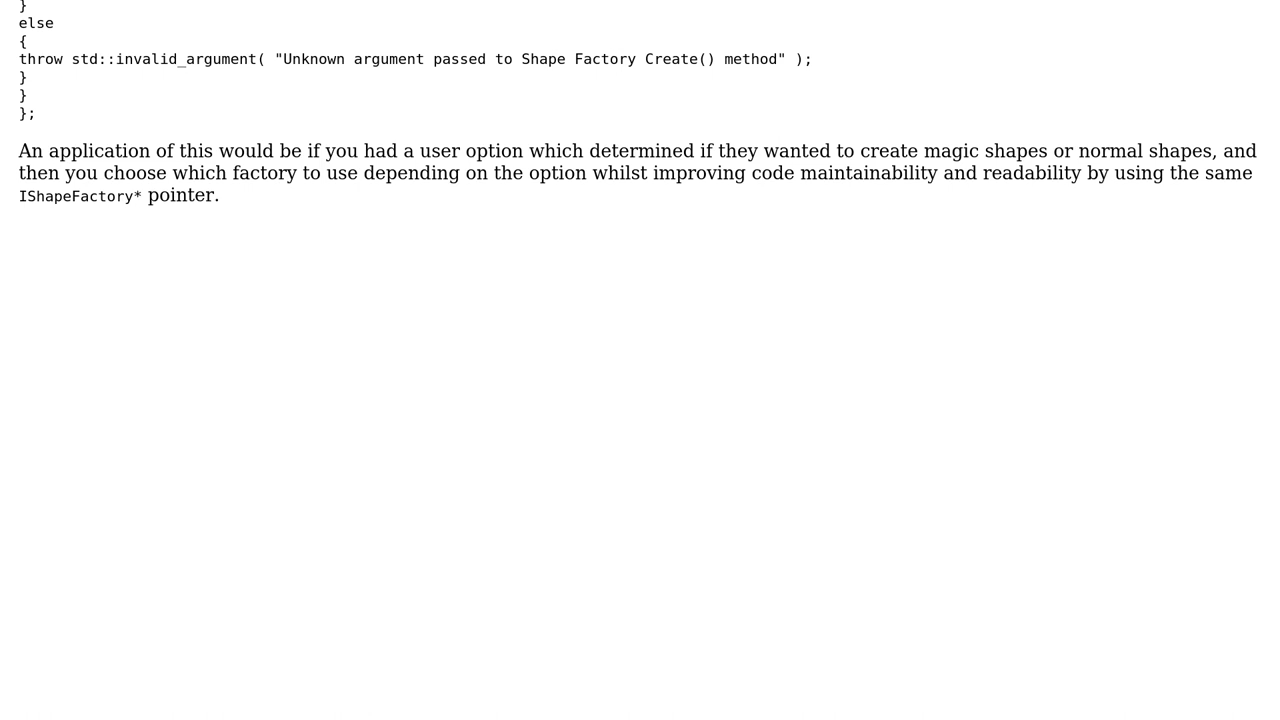 }
else
{
throw std::invalid_argument( "Unknown argument passed to Shape Factory Create() method" );
}
}
};
An application of this would be if you had a user option which determined if they wanted to create magic shapes or normal shapes, and
then you choose which factory to use depending on the option whilst improving code maintainability and readability by using the same
IShapeFactory* pointer.